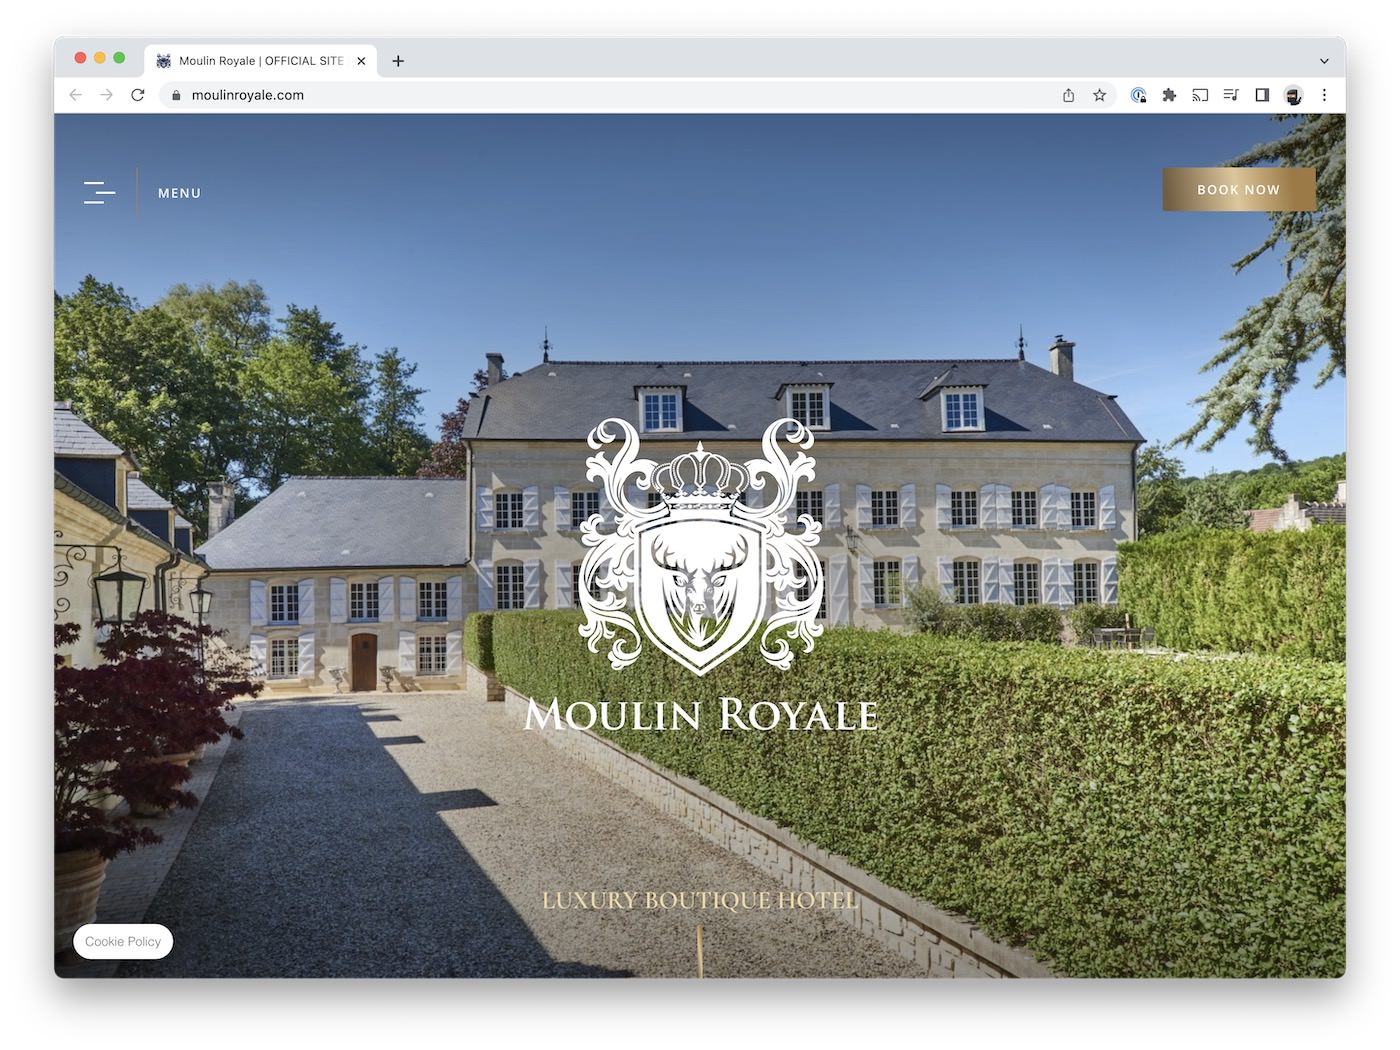 Moulin Royale | OFFICIAL SITE
moulinroyale.com
MENU
BOOK NOW
MOULIN ROYALE
LUXURY BOUTIQUE HOTEL
Cookie Policy